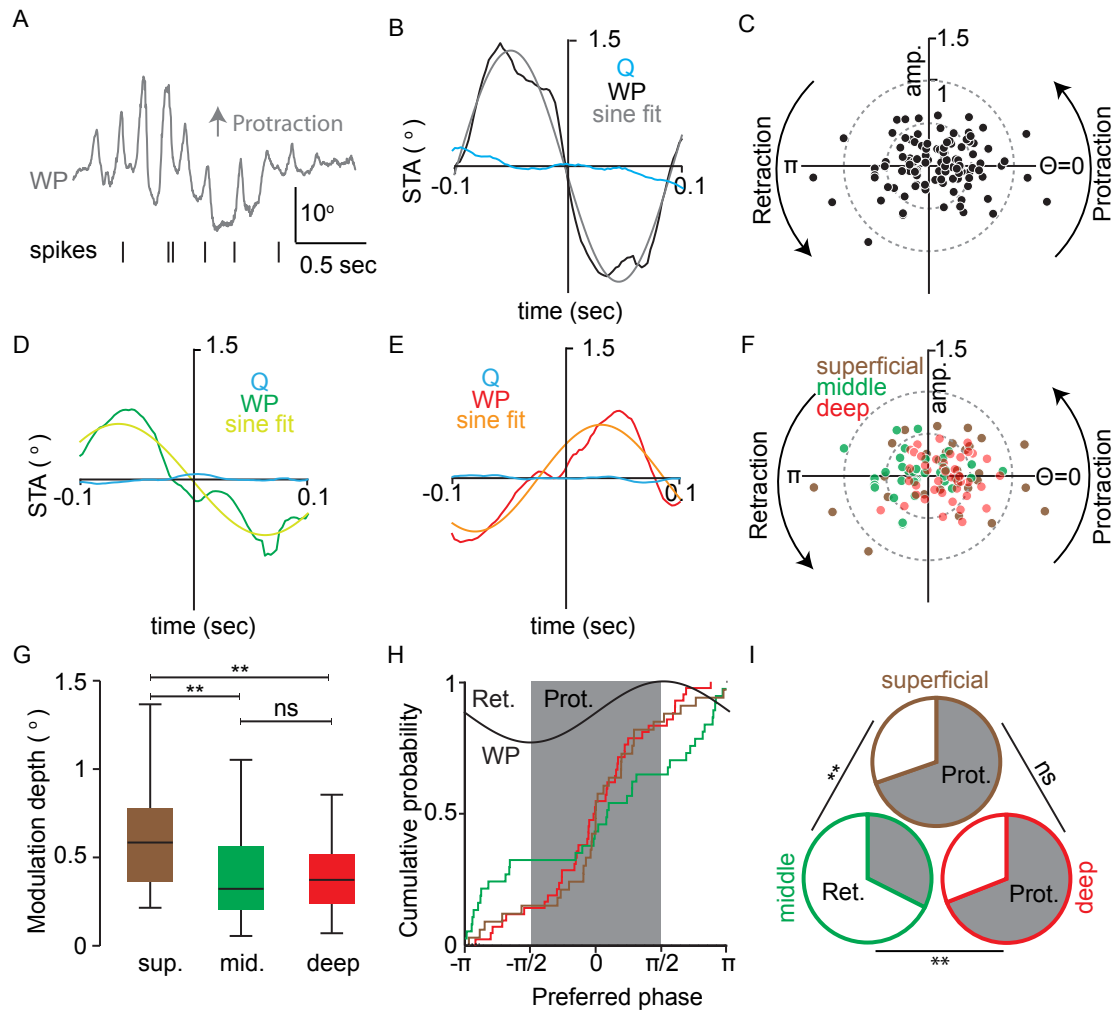 A
Protraction
WP
10º
0.5 sec
spikes
B
1.5
Q
WP
sine fit
STA ( º )
-0.1
0.1
time (sec)
C
1.5
amp.
1
Retraction
π
Θ=0
Protraction
D
1.5
Q
WP
sine fit
STA ( º )
-0.1
0.1
time (sec)
E
1.5
Q
WP
sine fit
-0.1
0.1
time (sec)
F
1.5
superficial
middle
deep
amp.
Retraction
π
Θ=0
Protraction
G
Modulation depth ( º )
1.5
1
0.5
0
**
**
ns
sup.
mid.
deep
H
Cumulative probability
1
0.5
0
Ret.
Prot.
WP
-π
-π/2
0
π/2
π
Preferred phase
I
superficial
Prot.
**
ns
middle
Ret.
Prot.
deep
**